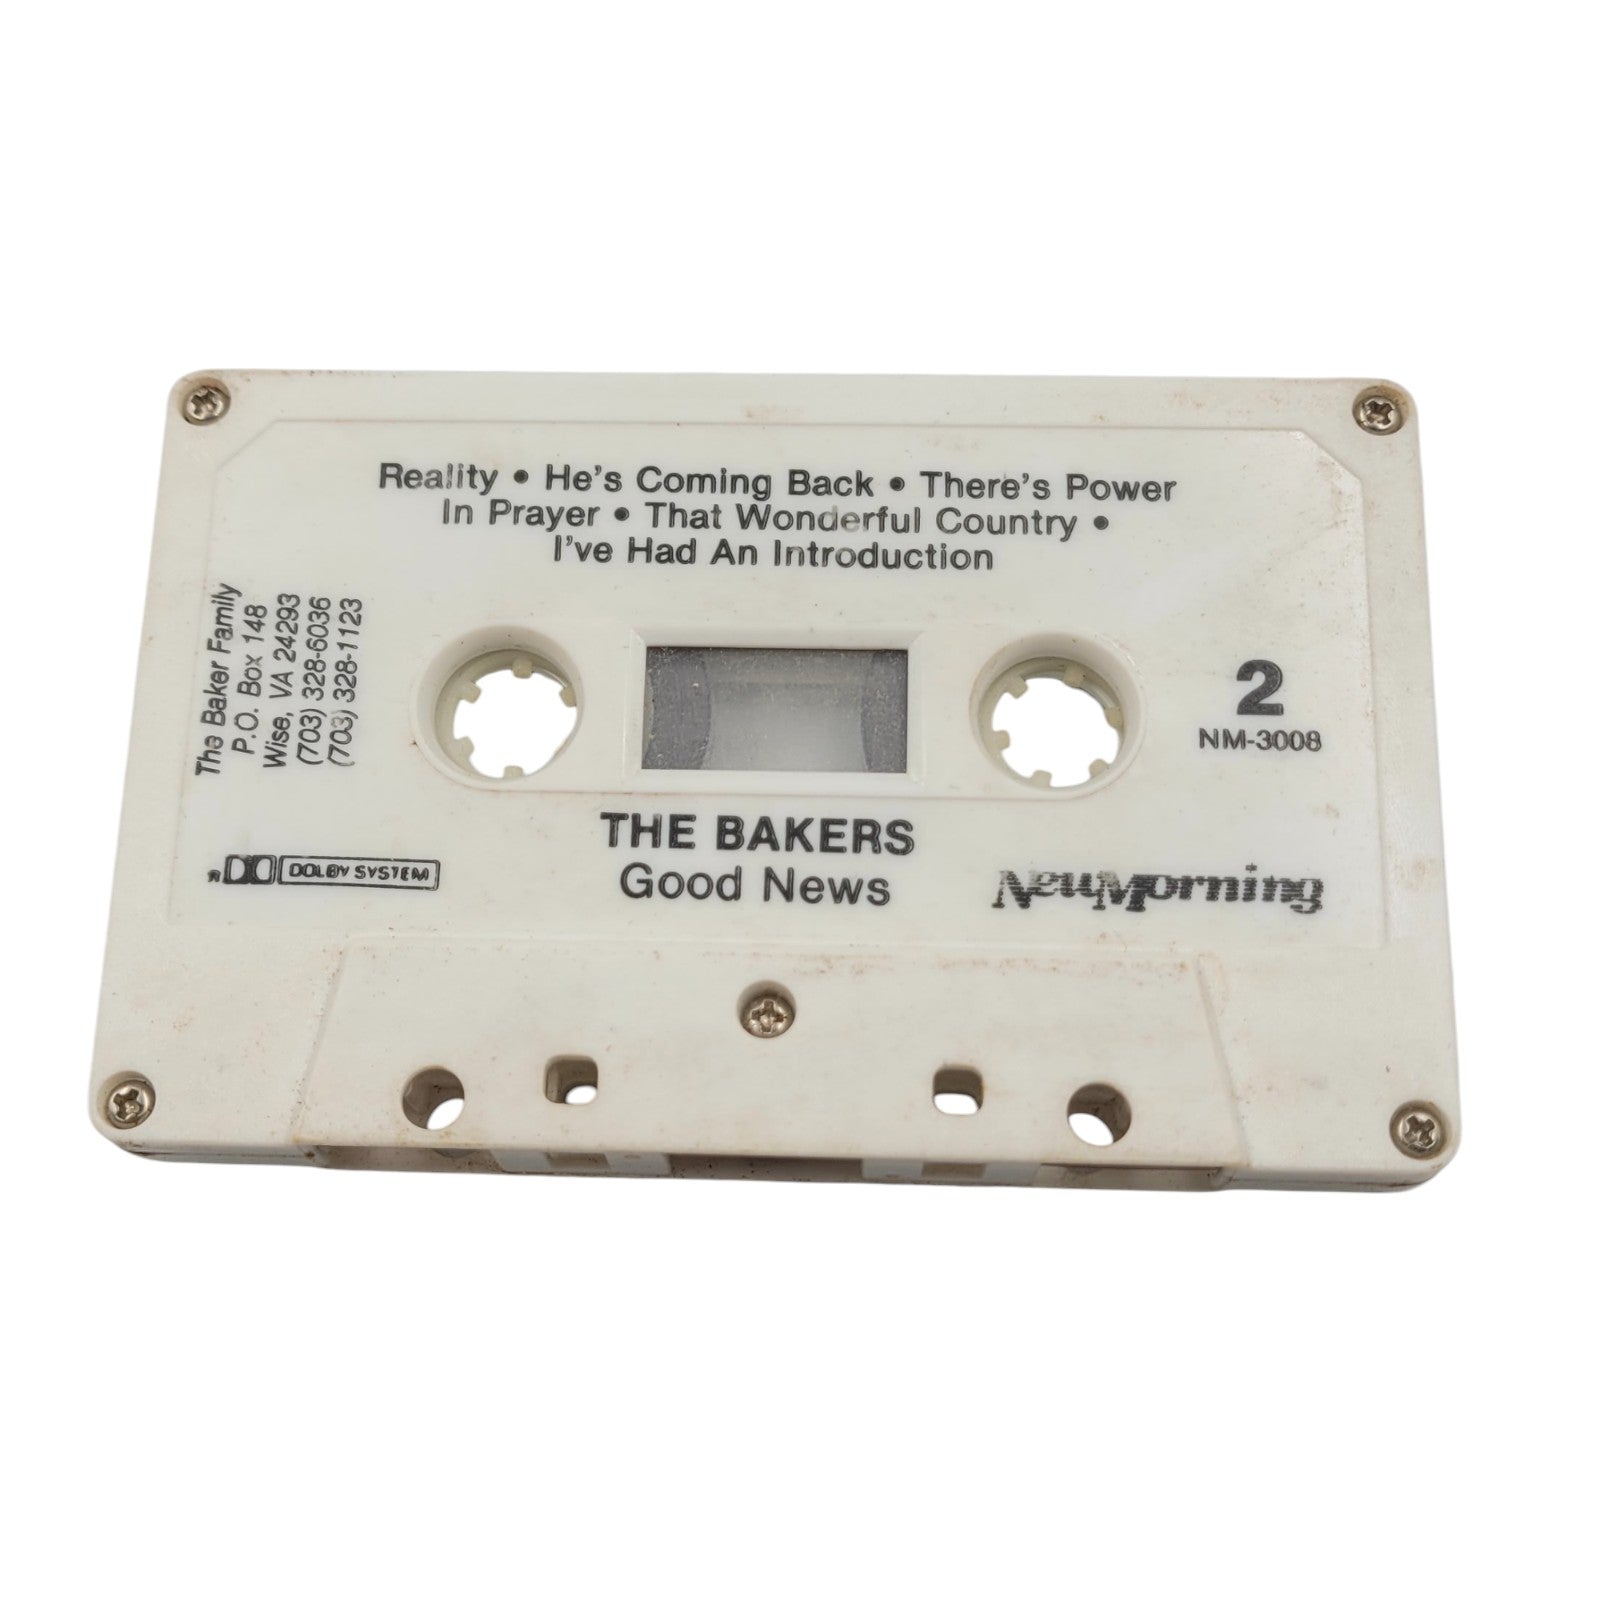 Reality • He's Coming Back • There's Power
In Prayer • That Wonderful Country •
I've Had An Introduction
The Baker Family
P.O. Box 148
Wise, VA 24293
(703) 328-6036
(703) 328-1123
2
NM-3008
THE BAKERS
Good News
DOLBY SYSTEM
NewMorning